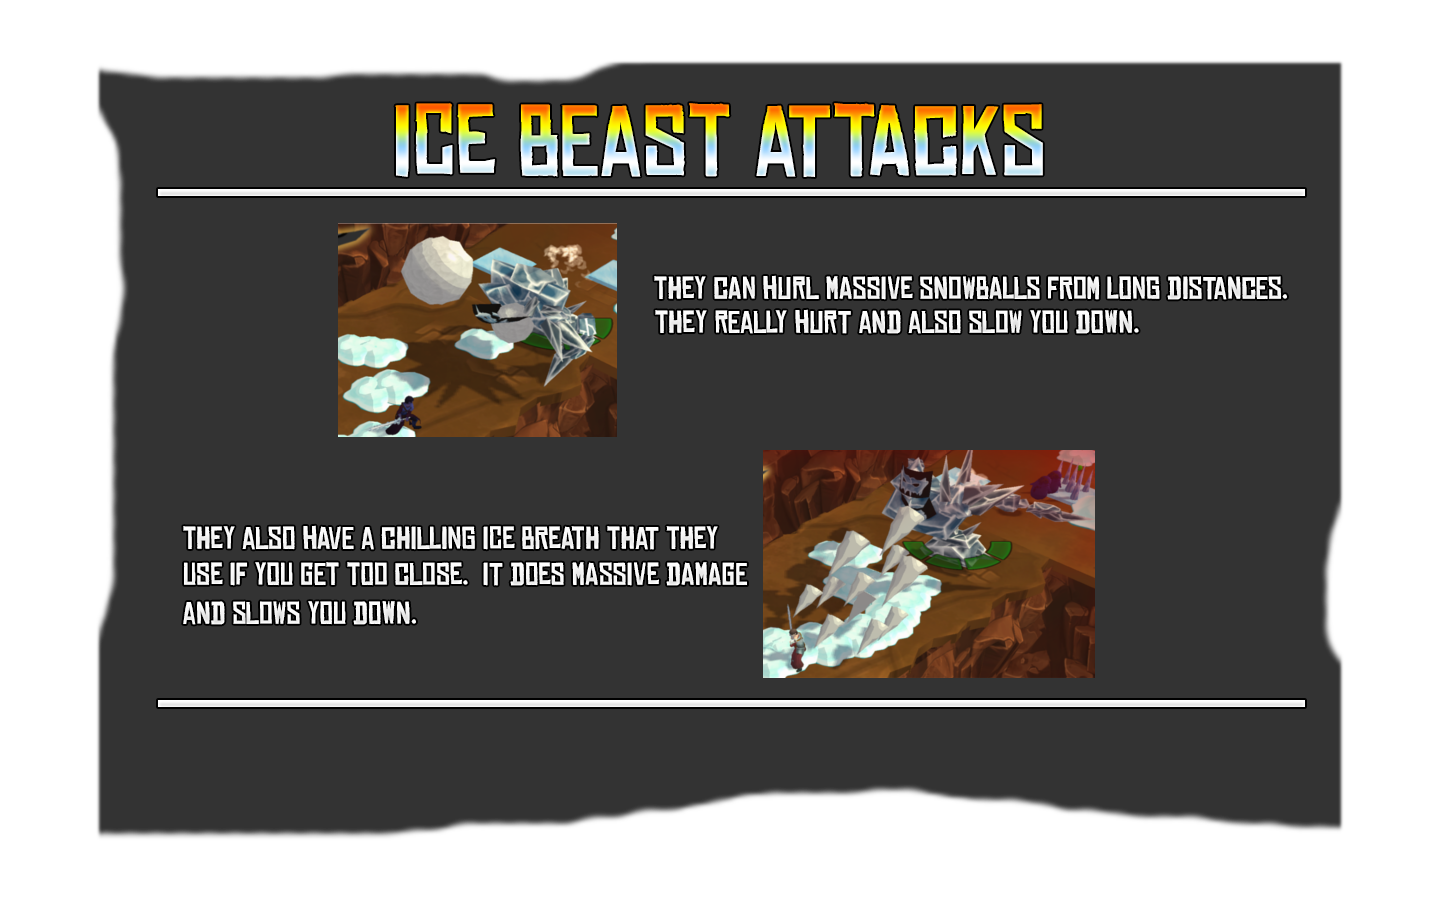 ICE BEAST ATTACKS
THEY CAN HURL MASSIVE SNOWBALLS FROM LONG DISTANCES.
THEY REALLY HURT AND ALSO SLOW YOU DOWN.
THEY ALSO HAVE A CHILLING ICE BREATH THAT THEY
USE IF YOU GET TOO CLOSE. IT DOES MASSIVE DAMAGE
AND SLOWS YOU DOWN.